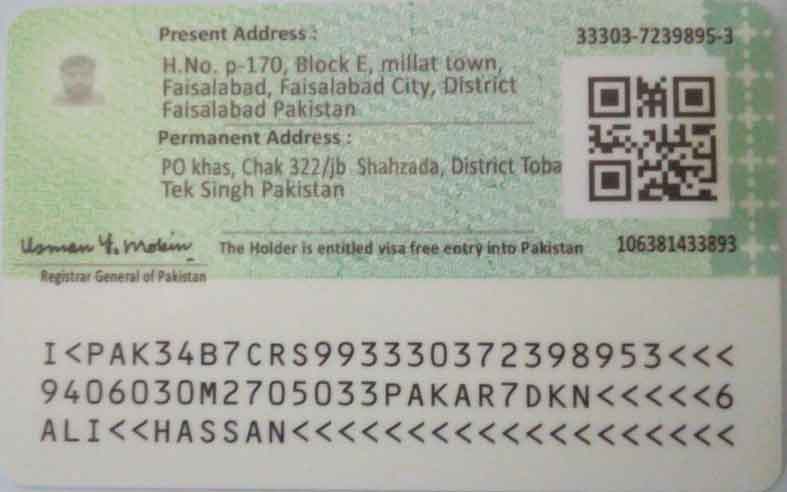 Present Address :
33303-7239895-3
H.No. p-170, Block E, millat town,
Faisalabad, Faisalabad City, District
Faisalabad Pakistan
Permanent Address :
PO khas, Chak 322/jb Shahzada, District Toba
Tek Singh Pakistan
Usman Y. Mobin
The Holder is entitled visa free entry into Pakistan
106381433893
Registrar General of Pakistan
I<PAK34B7CRS993330372398953<<<
9406030M2705033PAKAR7DKN<<<<<6
ALI<<HASSAN<<<<<<<<<<<<<<<<<<<